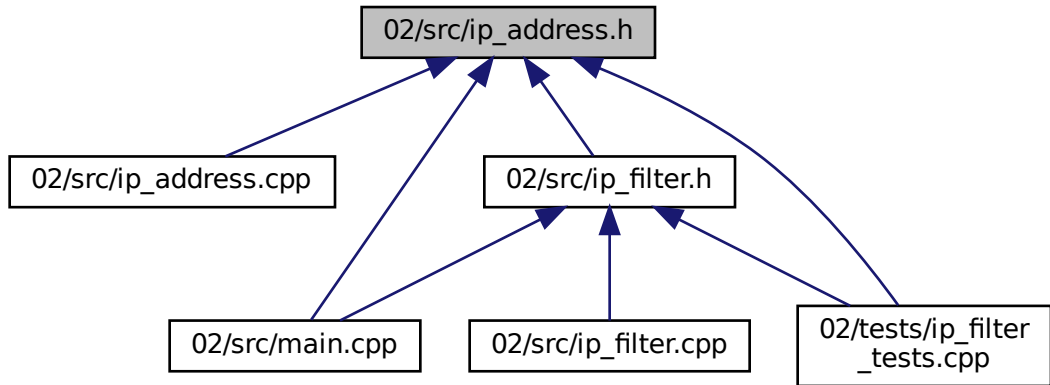 02/src/ip_address.h
02/src/ip_address.cpp
02/src/ip_filter.h
02/src/main.cpp
02/src/ip_filter.cpp
02/tests/ip_filter
_tests.cpp